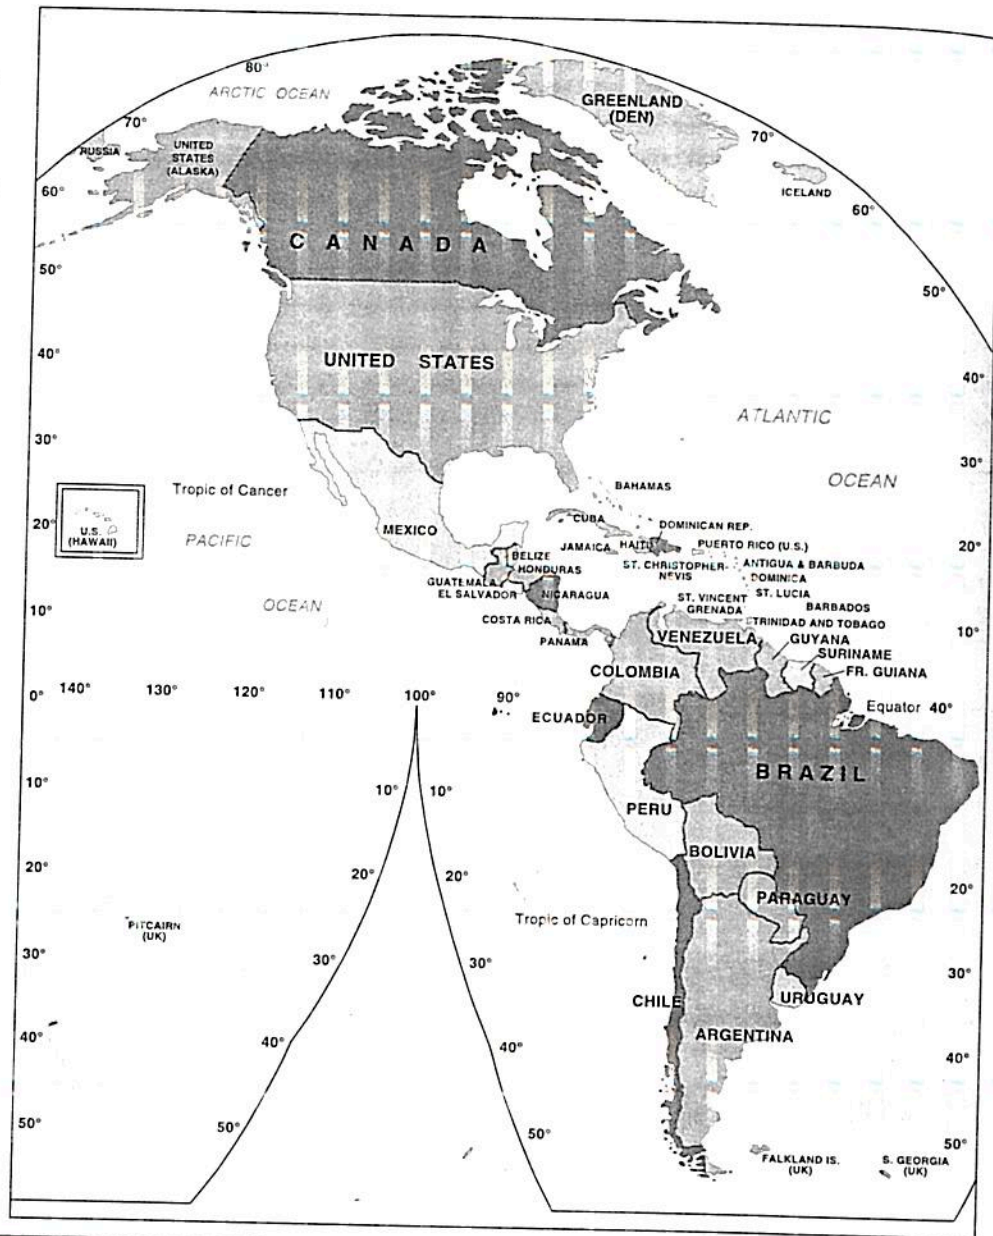 80°
ARCTIC OCEAN
GREENLAND
(DEN)
70°
70°
RUSSIA
UNITED
STATES
(ALASKA)
ICELAND
60°
60°
CANADA
50°
50°
40°
UNITED STATES
40°
ATLANTIC
30°
30°
OCEAN
Tropic of Cancer
BAHAMAS
20°
U.S.
(HAWAII)
PACIFIC
MEXICO
CUBA
DOMINICAN REP.
JAMAICA
HAITI
PUERTO RICO (U.S.)
20°
BELIZE
HONDURAS
ST. CHRISTOPHER-
NEVIS
ANTIGUA & BARBUDA
DOMINICA
GUATEMALA
EL SALVADOR
NICARAGUA
ST. LUCIA
ST. VINCENT
GRENADA
BARBADOS
10°
OCEAN
COSTA RICA
TRINIDAD AND TOBAGO
10°
PANAMA
VENEZUELA
GUYANA
SURINAME
COLOMBIA
FR. GUIANA
0° 140° 130° 120° 110° 100° 90°
ECUADOR
Equator 40°
10°
10° 10°
BRAZIL
PERU
BOLIVIA
20°
20° 20°
20°
PARAGUAY
PITCAIRN
(UK)
Tropic of Capricorn
30°
30° 30°
30°
CHILE
URUGUAY
ARGENTINA
40°
40° 40°
40°
50°
50° 50°
50°
FALKLAND IS.
(UK)
S. GEORGIA
(UK)